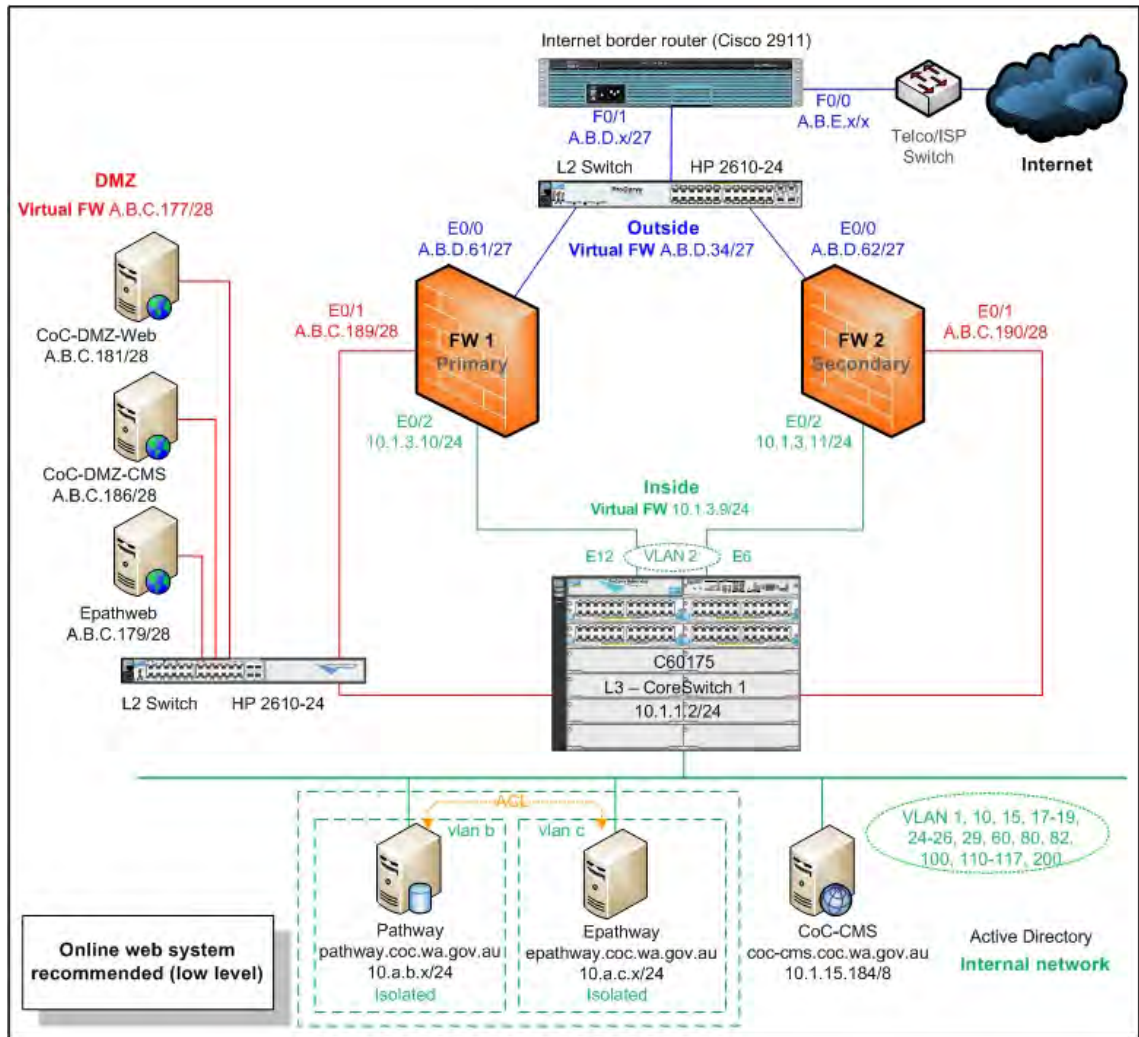 Internet border router (Cisco 2911)
F0/1
A.B.D.x/27
F0/0
A.B.E.x/x
Telco/ISP
Switch
Internet
L2 Switch
HP 2610-24
DMZ
Virtual FW A.B.C.177/28
Outside
Virtual FW A.B.D.34/27
E0/0
A.B.D.61/27
E0/0
A.B.D.62/27
E0/1
A.B.C.189/28
E0/1
A.B.C.190/28
FW 1
Primary
FW 2
Secondary
CoC-DMZ-Web
A.B.C.181/28
E0/2
10.1.3.10/24
E0/2
10.1.3.11/24
CoC-DMZ-CMS
A.B.C.186/28
Inside
Virtual FW 10.1.3.9/24
E12
VLAN 2
E6
Epathweb
A.B.C.179/28
L2 Switch
HP 2610-24
C60175
L3 – CoreSwitch 1
10.1.1.2/24
ACL
vlan b
vlan c
VLAN 1, 10, 15, 17-19,
24-26, 29, 60, 80, 82,
100, 110-117, 200
Pathway
pathway.coc.wa.gov.au
10.a.b.x/24
Isolated
Epathway
epathway.coc.wa.gov.au
10.a.c.x/24
Isolated
CoC-CMS
coc-cms.coc.wa.gov.au
10.1.15.184/8
Active Directory
Internal network
Online web system
recommended (low level)